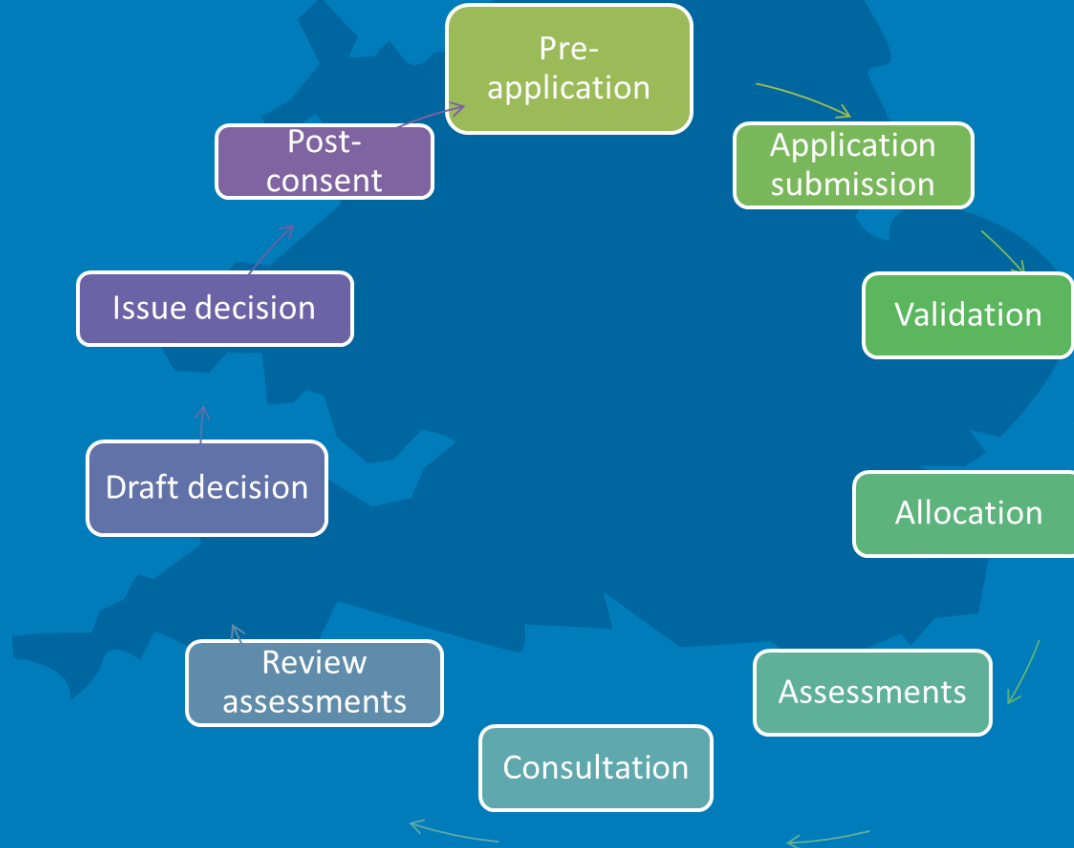 Pre-
application
Application
submission
Validation
Allocation
Assessments
Consultation
Review
assessments
Draft decision
Issue decision
Post-
consent